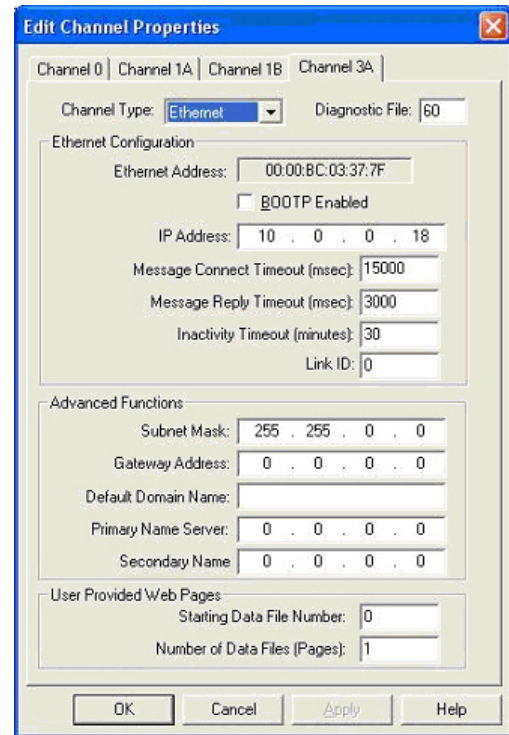 Edit Channel Properties
Channel 0 Channel 1A Channel 1B Channel 3A
Channel Type: Ethernet Diagnostic File: 60
Ethernet Configuration
Ethernet Address: 00:00:BC:03:37:7F
BOOTP Enabled
IP Address: 10 . 0 . 0 . 18
Message Connect Timeout (msec): 15000
Message Reply Timeout (msec): 3000
Inactivity Timeout (minutes): 30
Link ID: 0
Advanced Functions
Subnet Mask: 255 . 255 . 0 . 0
Gateway Address: 0 . 0 . 0 . 0
Default Domain Name:
Primary Name Server: 0 . 0 . 0 . 0
Secondary Name 0 . 0 . 0 . 0
User Provided Web Pages
Starting Data File Number: 0
Number of Data Files (Pages): 1
OK Cancel Apply Help